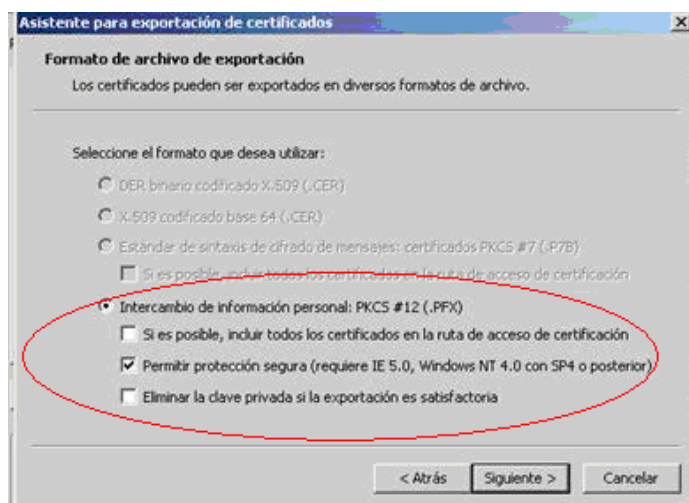 Asistente para exportación de certificados
Formato de archivo de exportación
Los certificados pueden ser exportados en diversos formatos de archivo.
Seleccione el formato que desea utilizar:
DER binario codificado X.509 (.CER)
X.509 codificado base 64 (.CER)
Estándar de sintaxis de cifrado de mensajes: certificados PKCS #7 (.P7B)
Si es posible, incluir todos los certificados en la ruta de acceso de certificación
Intercambio de información personal: PKCS #12 (.PFX)
Si es posible, incluir todos los certificados en la ruta de acceso de certificación
Permitir protección segura (requiere IE 5.0, Windows NT 4.0 con SP4 o posterior)
Eliminar la clave privada si la exportación es satisfactoria
< Atrás Siguiente > Cancelar